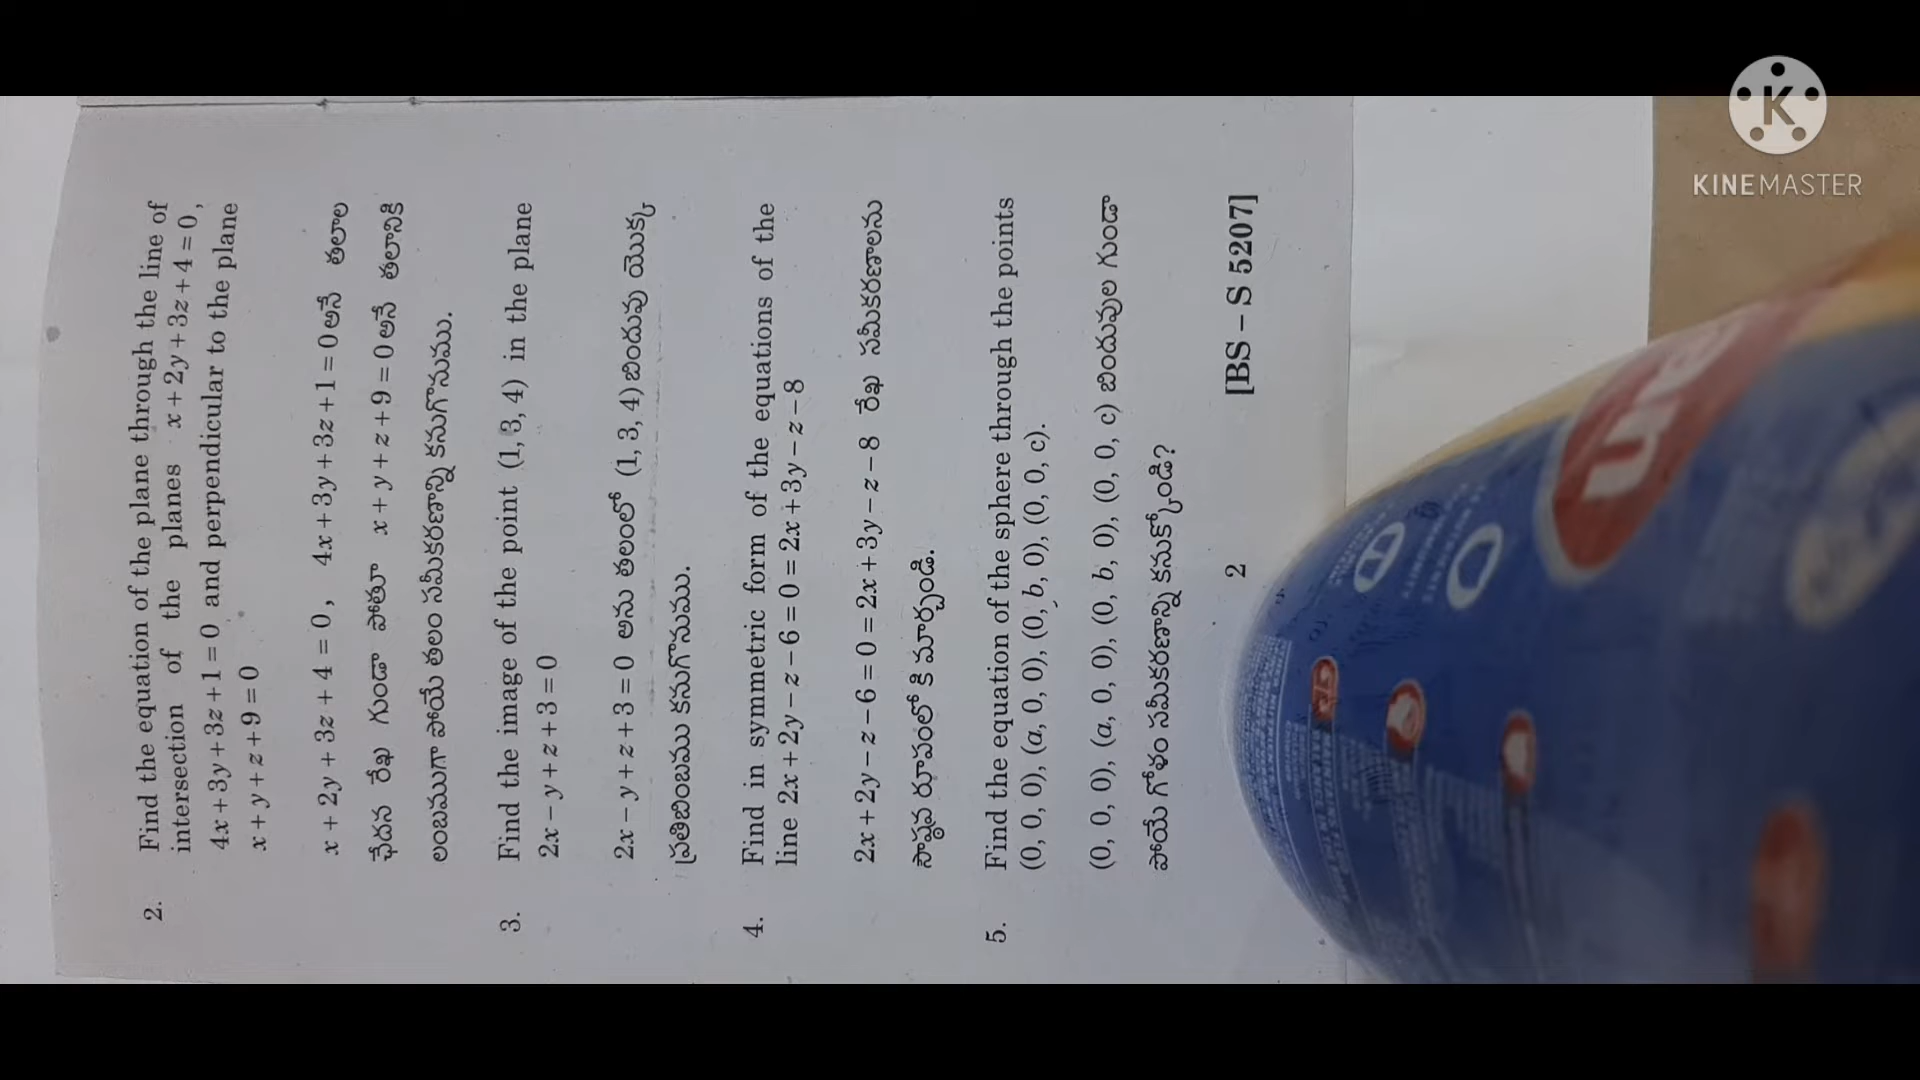 2. Find the equation of the plane through the line of
intersection of the planes x + 2y + 3z + 4 = 0,
4x + 3y + 3z + 1 = 0 and perpendicular to the plane
x + y + z + 9 = 0
x + 2y + 3z + 4 = 0, 4x + 3y + 3z + 1 = 0 అనే తలాల
ఛేదన రేఖ గుండా పోతూ x + y + z + 9 = 0 అనే తలానికి
లంబముగా పోయే తలం సమీకరణాన్ని కనుగొనుము.
3. Find the image of the point (1, 3, 4) in the plane
2x − y + z + 3 = 0
2x − y + z + 3 = 0 అను తలంలో (1, 3, 4) బిందువు యొక్క
ప్రతిబింబము కనుగొనుము.
4. Find in symmetric form of the equations of the
line 2x + 2y − z − 6 = 0 = 2x + 3y − z − 8
2x + 2y − z − 6 = 0 = 2x + 3y − z − 8 రేఖ సమీకరణాలను
సౌష్ఠవ రూపంలో కి మార్చండి.
5. Find the equation of the sphere through the points
(0, 0, 0), (a, 0, 0), (0, b, 0), (0, 0, c).
(0, 0, 0), (a, 0, 0), (0, b, 0), (0, 0, c) బిందువుల గుండా
పోయే గోళం సమీకరణాన్ని కనుక్కోండి?
2 [BS – S 5207]
KINEMASTER